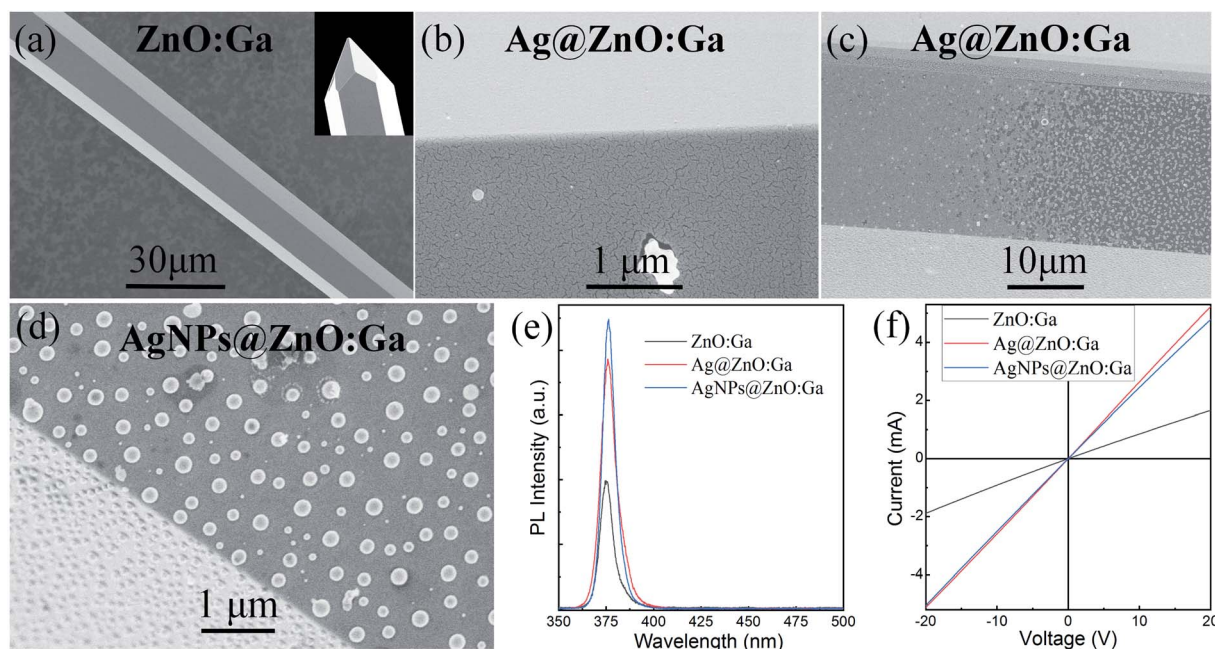 (a) ZnO:Ga
30μm
(b) Ag@ZnO:Ga
1 μm
(c) Ag@ZnO:Ga
10μm
(d)
AgNPs@ZnO:Ga
1 μm
(e)
ZnO:Ga
Ag@ZnO:Ga
AgNPs@ZnO:Ga
PL Intensity (a.u.)
350 375 400 425 450 475 500
Wavelength (nm)
(f)
ZnO:Ga
Ag@ZnO:Ga
AgNPs@ZnO:Ga
Current (mA)
4
2
0
-2
-4
-20 -10 0 10 20
Voltage (V)